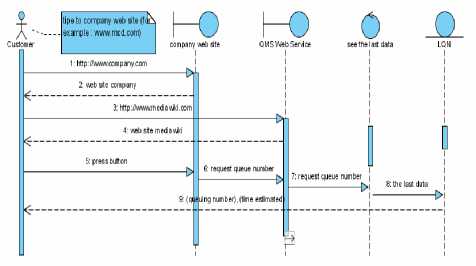 tipe to company web site (for
example : www.mcd.com)
Customer
company web site
QMS Web Service
see the last data
LQN
1: http://www.company.com
2: web site company
3: http://www.mediawiki.com
4: web site mediawiki
5: press button
6: request queue number
7: request queue number
8: the last data
9: (queuing number), (time estimated)